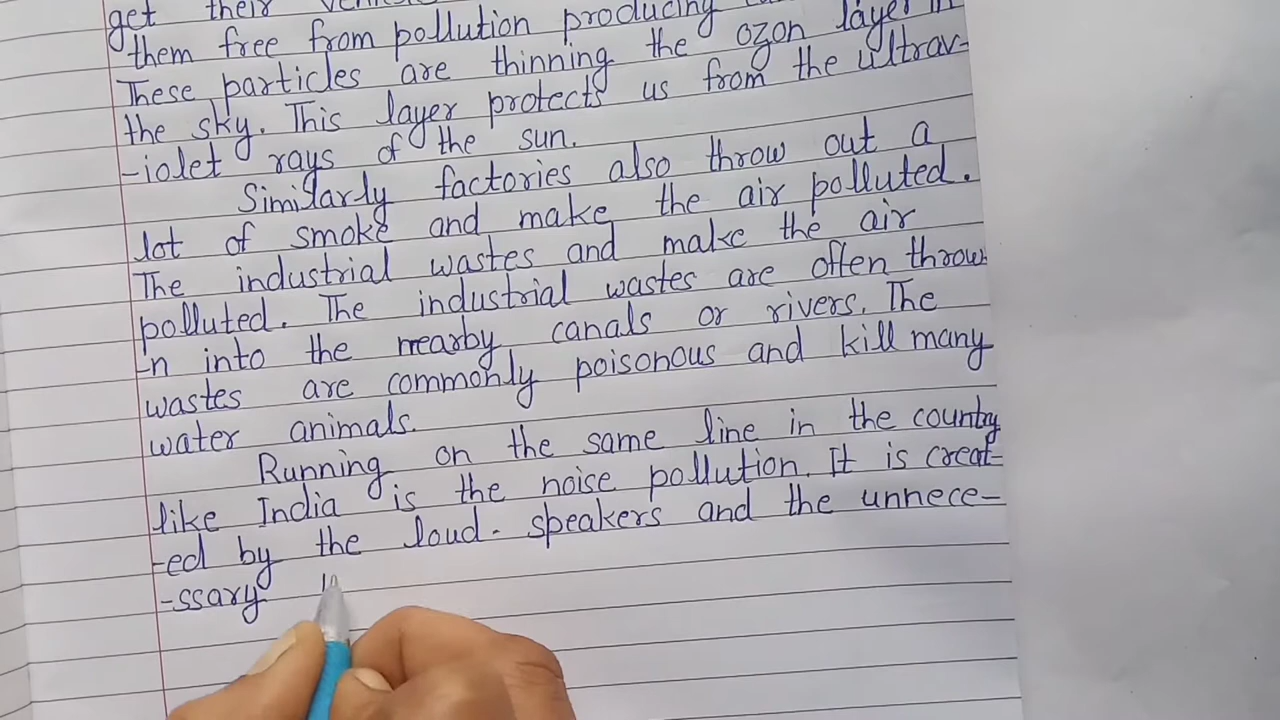 get their
them free from pollution producing
These particles are thinning the ozon layer in
the sky. This layer protects us from the ultrav-
-iolet rays of the sun.
Similarly factories also throw out a
lot of smoke and make the air polluted.
The industrial wastes and make the air
polluted. The industrial wastes are often throw
-n into the nearby canals or rivers. The
wastes are commonly poisonous and kill many
water animals.
Running on the same line in the country
like India is the noise pollution. It is creat-
-ed by the loud-speakers and the unnece-
-ssary